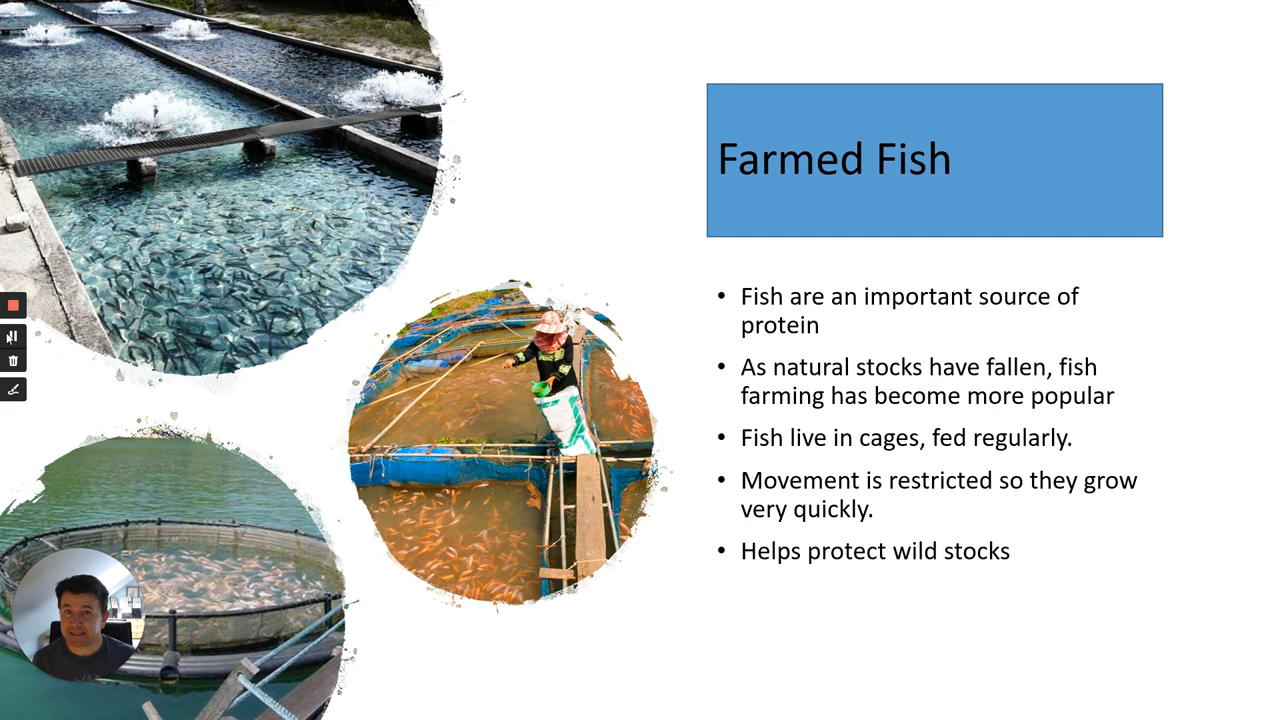 Farmed Fish
• Fish are an important source of
protein
• As natural stocks have fallen, fish
farming has become more popular
• Fish live in cages, fed regularly.
• Movement is restricted so they grow
very quickly.
• Helps protect wild stocks